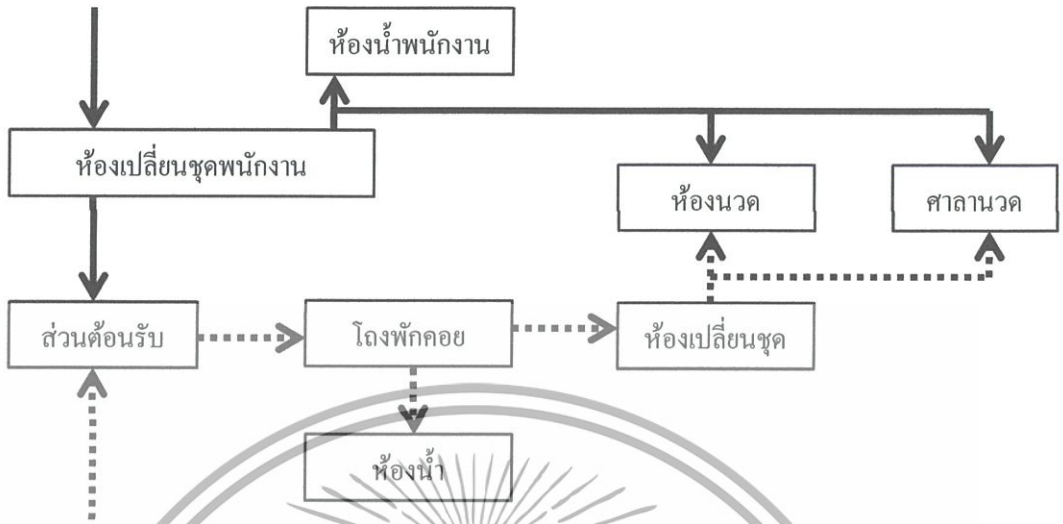 ห้องน้ำพนักงาน
ห้องเปลี่ยนชุดพนักงาน
ห้องนวด
ศาลานวด
ส่วนต้อนรับ
โถงพักคอย
ห้องเปลี่ยนชุด
ห้องน้ำ